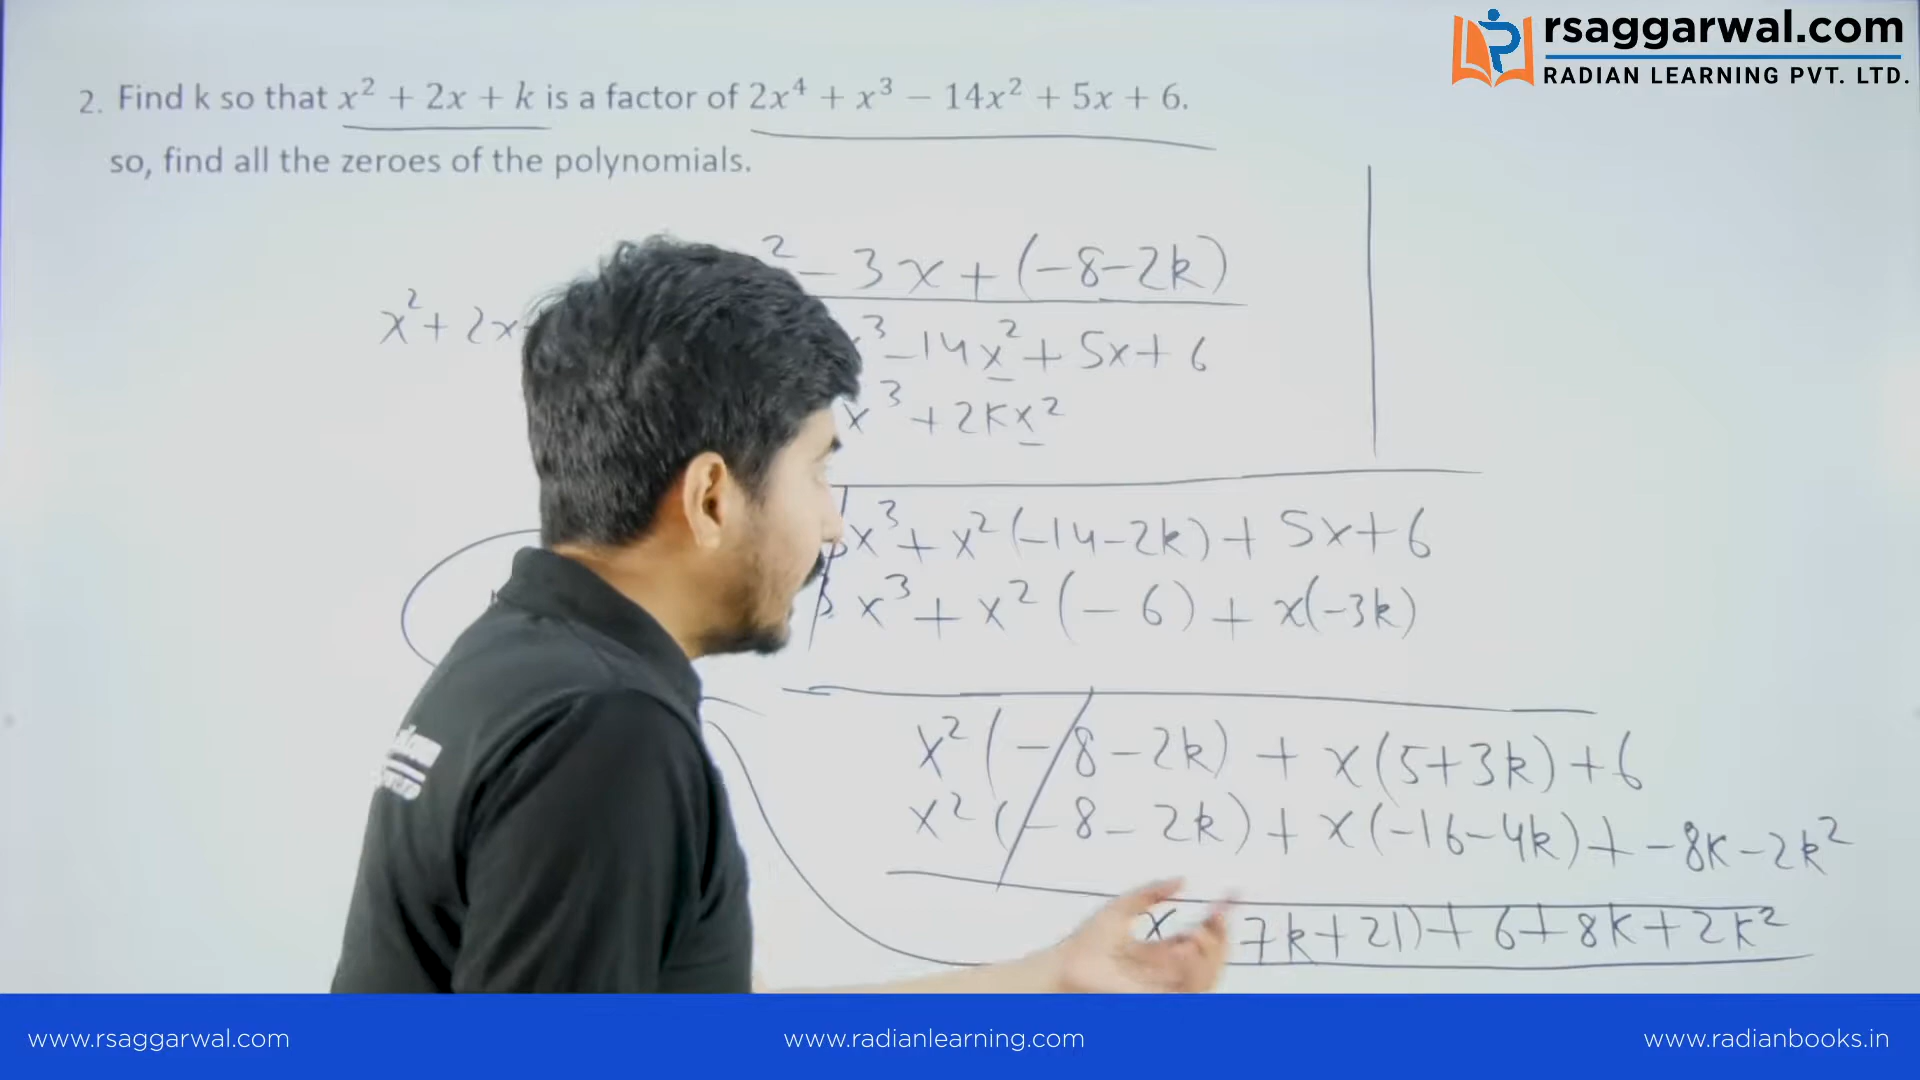 rsaggarwal.com
RADIAN LEARNING PVT. LTD.
2. Find k so that x² + 2x + k is a factor of 2x⁴ + x³ − 14x² + 5x + 6.
so, find all the zeroes of the polynomials.
² − 3x + (−8−2k)
x² + 2x
³ − 14x² + 5x + 6
x³ + 2kx²
x³ + x²(−14−2k) + 5x + 6
x³ + x²(−6) + x(−3k)
x²(−8−2k) + x(5+3k) + 6
x²(−8−2k) + x(−16−4k) + −8k−2k²
x 7k+21) + 6+8k+2k²
www.rsaggarwal.com
www.radianlearning.com
www.radianbooks.in